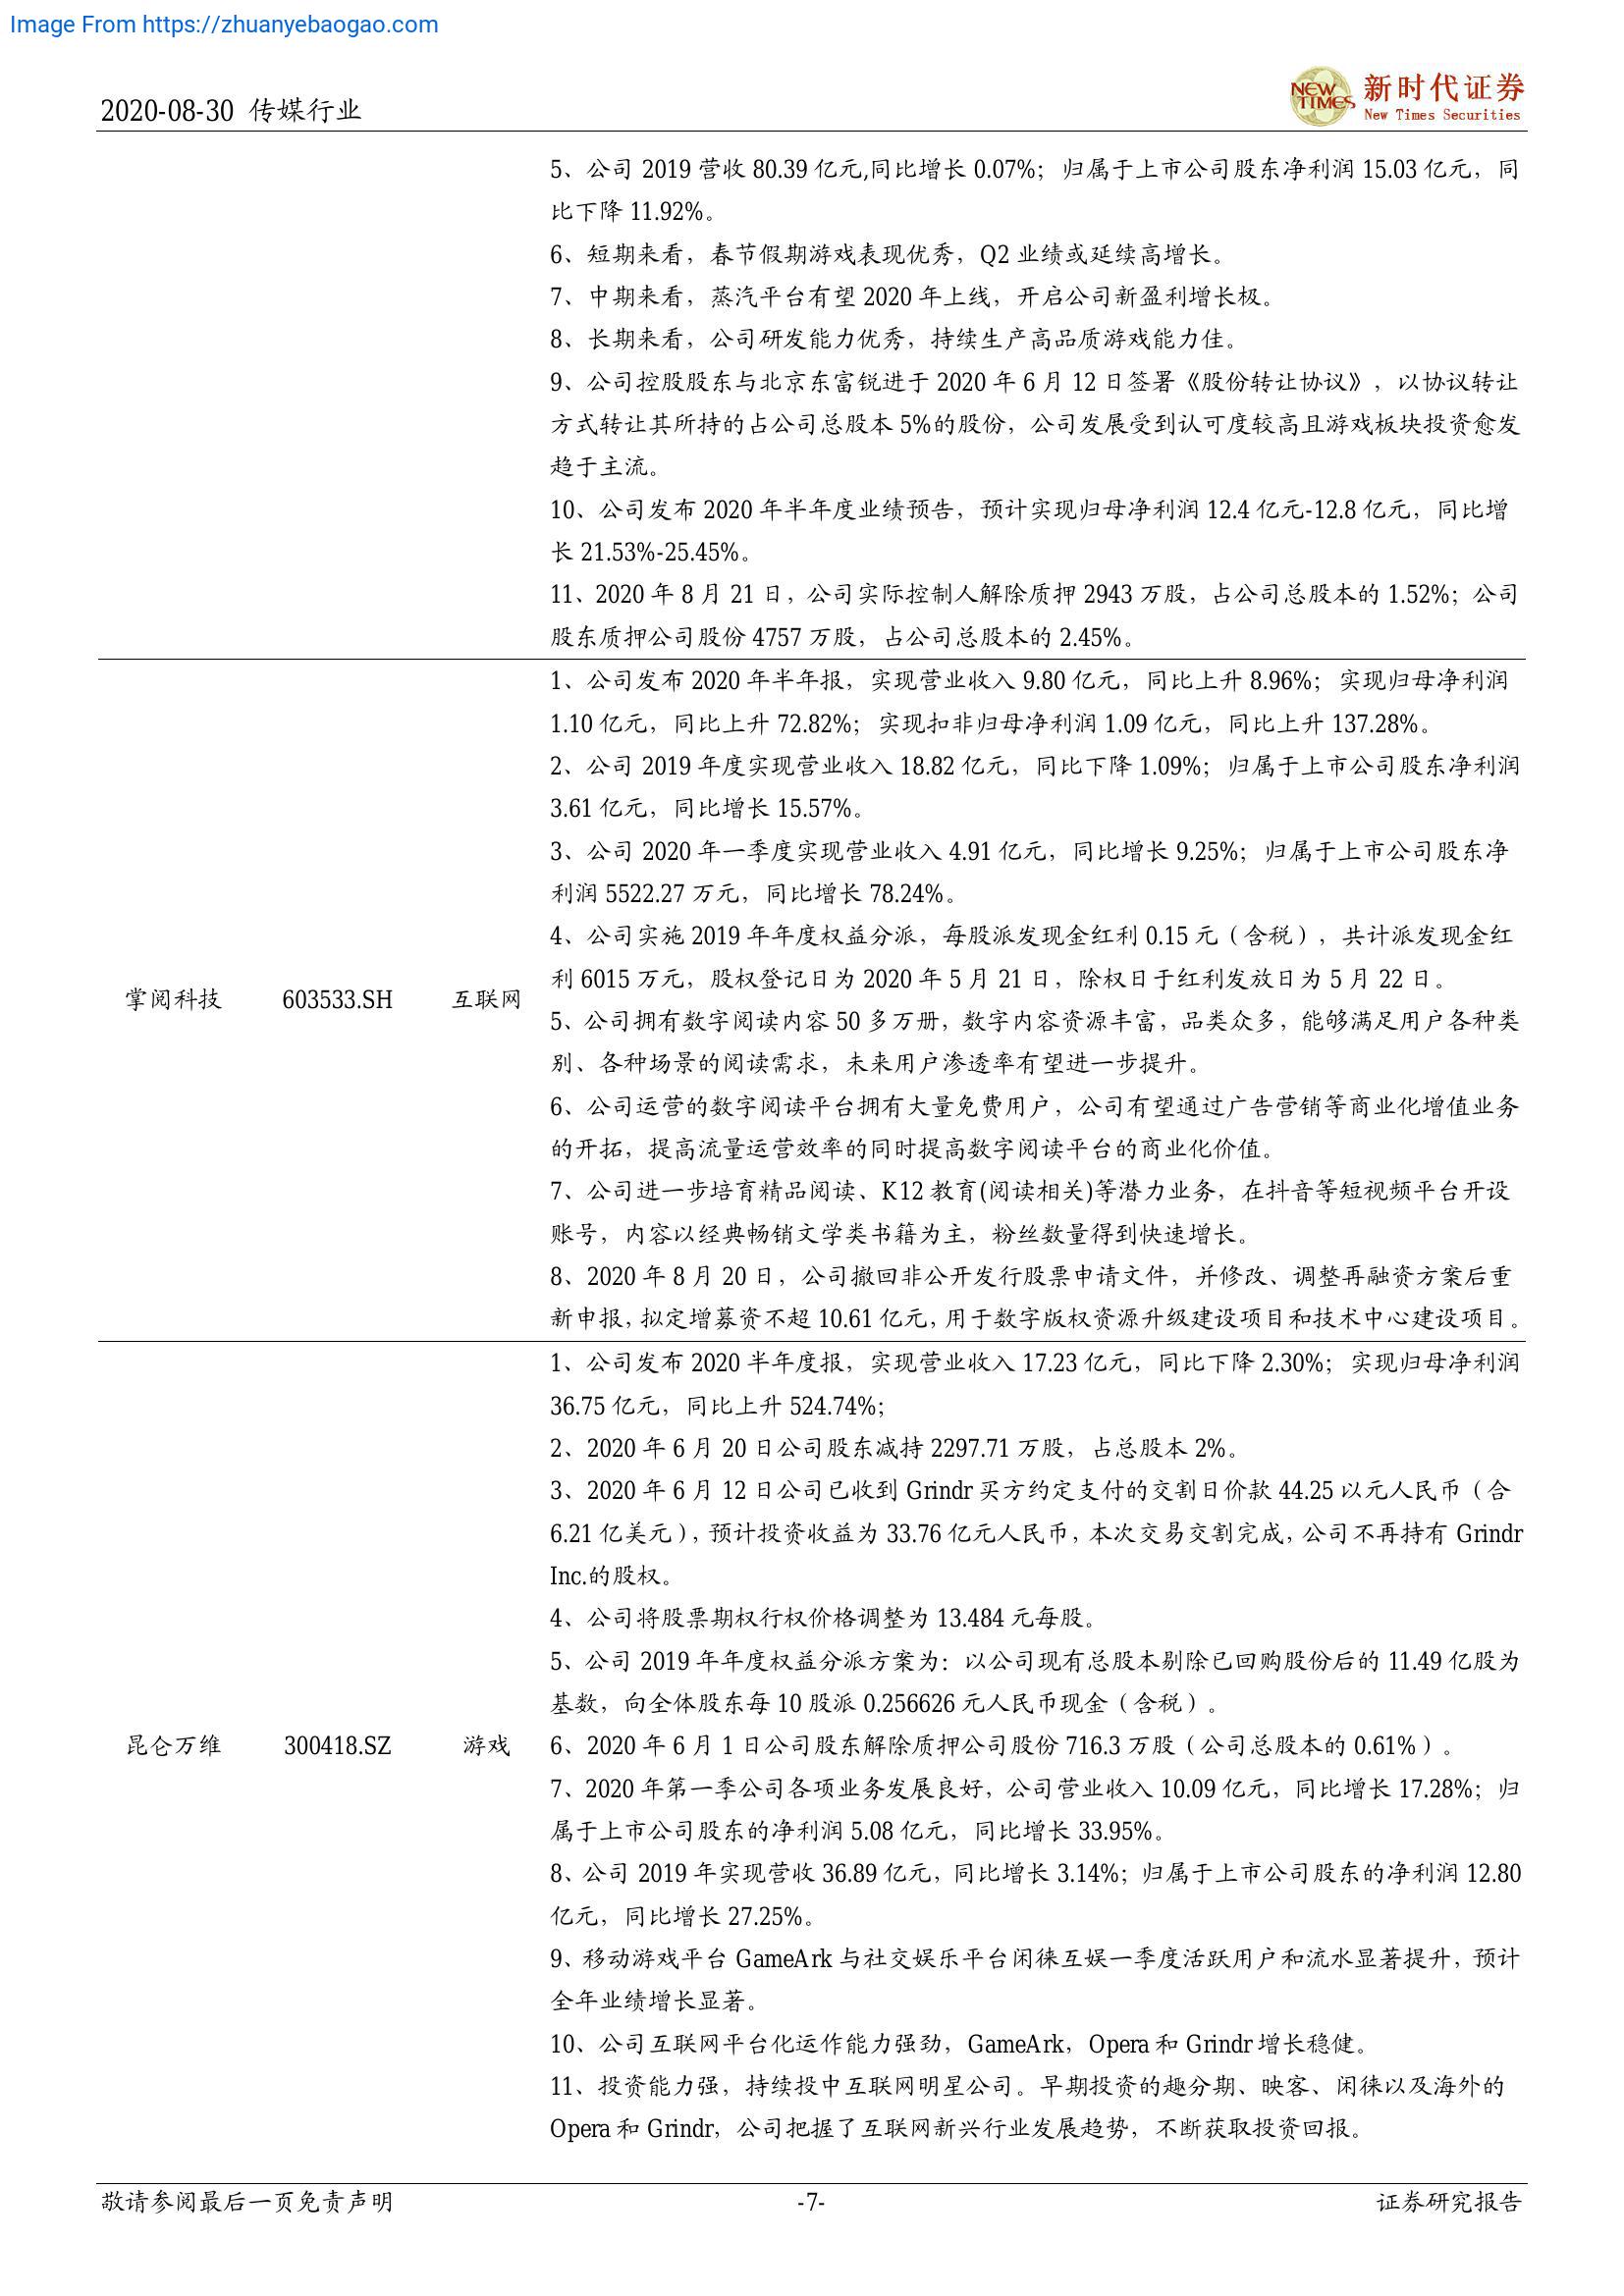 Image From https://zhuanyebaogao.com
2020-08-30 传媒行业
NEW TIMES
新时代证券
New Times Securities
5、公司 2019 营收 80.39 亿元,同比增长 0.07%；归属于上市公司股东净利润 15.03 亿元，同
比下降 11.92%。
6、短期来看，春节假期游戏表现优秀，Q2 业绩或延续高增长。
7、中期来看，蒸汽平台有望 2020 年上线，开启公司新盈利增长极。
8、长期来看，公司研发能力优秀，持续生产高品质游戏能力佳。
9、公司控股股东与北京东富锐进于 2020 年 6 月 12 日签署《股份转让协议》，以协议转让
方式转让其所持的占公司总股本 5%的股份，公司发展受到认可度较高且游戏板块投资愈发
趋于主流。
10、公司发布 2020 年半年度业绩预告，预计实现归母净利润 12.4 亿元-12.8 亿元，同比增
长 21.53%-25.45%。
11、2020 年 8 月 21 日，公司实际控制人解除质押 2943 万股，占公司总股本的 1.52%；公司
股东质押公司股份 4757 万股，占公司总股本的 2.45%。
掌阅科技 603533.SH 互联网
1、公司发布 2020 年半年报，实现营业收入 9.80 亿元，同比上升 8.96%；实现归母净利润
1.10 亿元，同比上升 72.82%；实现扣非归母净利润 1.09 亿元，同比上升 137.28%。
2、公司 2019 年度实现营业收入 18.82 亿元，同比下降 1.09%；归属于上市公司股东净利润
3.61 亿元，同比增长 15.57%。
3、公司 2020 年一季度实现营业收入 4.91 亿元，同比增长 9.25%；归属于上市公司股东净
利润 5522.27 万元，同比增长 78.24%。
4、公司实施 2019 年年度权益分派，每股派发现金红利 0.15 元（含税），共计派发现金红
利 6015 万元，股权登记日为 2020 年 5 月 21 日，除权日于红利发放日为 5 月 22 日。
5、公司拥有数字阅读内容 50 多万册，数字内容资源丰富，品类众多，能够满足用户各种类
别、各种场景的阅读需求，未来用户渗透率有望进一步提升。
6、公司运营的数字阅读平台拥有大量免费用户，公司有望通过广告营销等商业化增值业务
的开拓，提高流量运营效率的同时提高数字阅读平台的商业化价值。
7、公司进一步培育精品阅读、K12 教育(阅读相关)等潜力业务，在抖音等短视频平台开设
账号，内容以经典畅销文学类书籍为主，粉丝数量得到快速增长。
8、2020 年 8 月 20 日，公司撤回非公开发行股票申请文件，并修改、调整再融资方案后重
新申报，拟定增募资不超 10.61 亿元，用于数字版权资源升级建设项目和技术中心建设项目。
昆仑万维 300418.SZ 游戏
1、公司发布 2020 半年度报，实现营业收入 17.23 亿元，同比下降 2.30%；实现归母净利润
36.75 亿元，同比上升 524.74%；
2、2020 年 6 月 20 日公司股东减持 2297.71 万股，占总股本 2%。
3、2020 年 6 月 12 日公司已收到 Grindr 买方约定支付的交割日价款 44.25 以元人民币（合
6.21 亿美元），预计投资收益为 33.76 亿元人民币，本次交易交割完成，公司不再持有 Grindr
Inc.的股权。
4、公司将股票期权行权价格调整为 13.484 元每股。
5、公司 2019 年年度权益分派方案为：以公司现有总股本剔除已回购股份后的 11.49 亿股为
基数，向全体股东每 10 股派 0.256626 元人民币现金（含税）。
6、2020 年 6 月 1 日公司股东解除质押公司股份 716.3 万股（公司总股本的 0.61%）。
7、2020 年第一季公司各项业务发展良好，公司营业收入 10.09 亿元，同比增长 17.28%；归
属于上市公司股东的净利润 5.08 亿元，同比增长 33.95%。
8、公司 2019 年实现营收 36.89 亿元，同比增长 3.14%；归属于上市公司股东的净利润 12.80
亿元，同比增长 27.25%。
9、移动游戏平台 GameArk 与社交娱乐平台闲徕互娱一季度活跃用户和流水显著提升，预计
全年业绩增长显著。
10、公司互联网平台化运作能力强劲，GameArk，Opera 和 Grindr 增长稳健。
11、投资能力强，持续投中互联网明星公司。早期投资的趣分期、映客、闲徕以及海外的
Opera 和 Grindr，公司把握了互联网新兴行业发展趋势，不断获取投资回报。
敬请参阅最后一页免责声明 -7- 证券研究报告